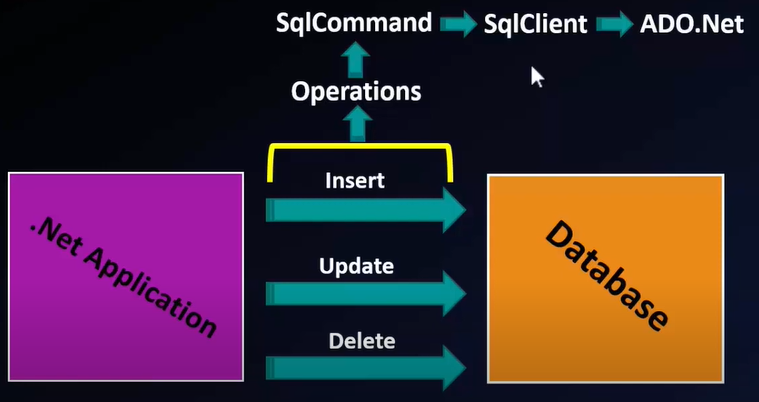 SqlCommand SqlClient ADO.Net
Operations
Insert
Update
Delete
.Net Application
Database